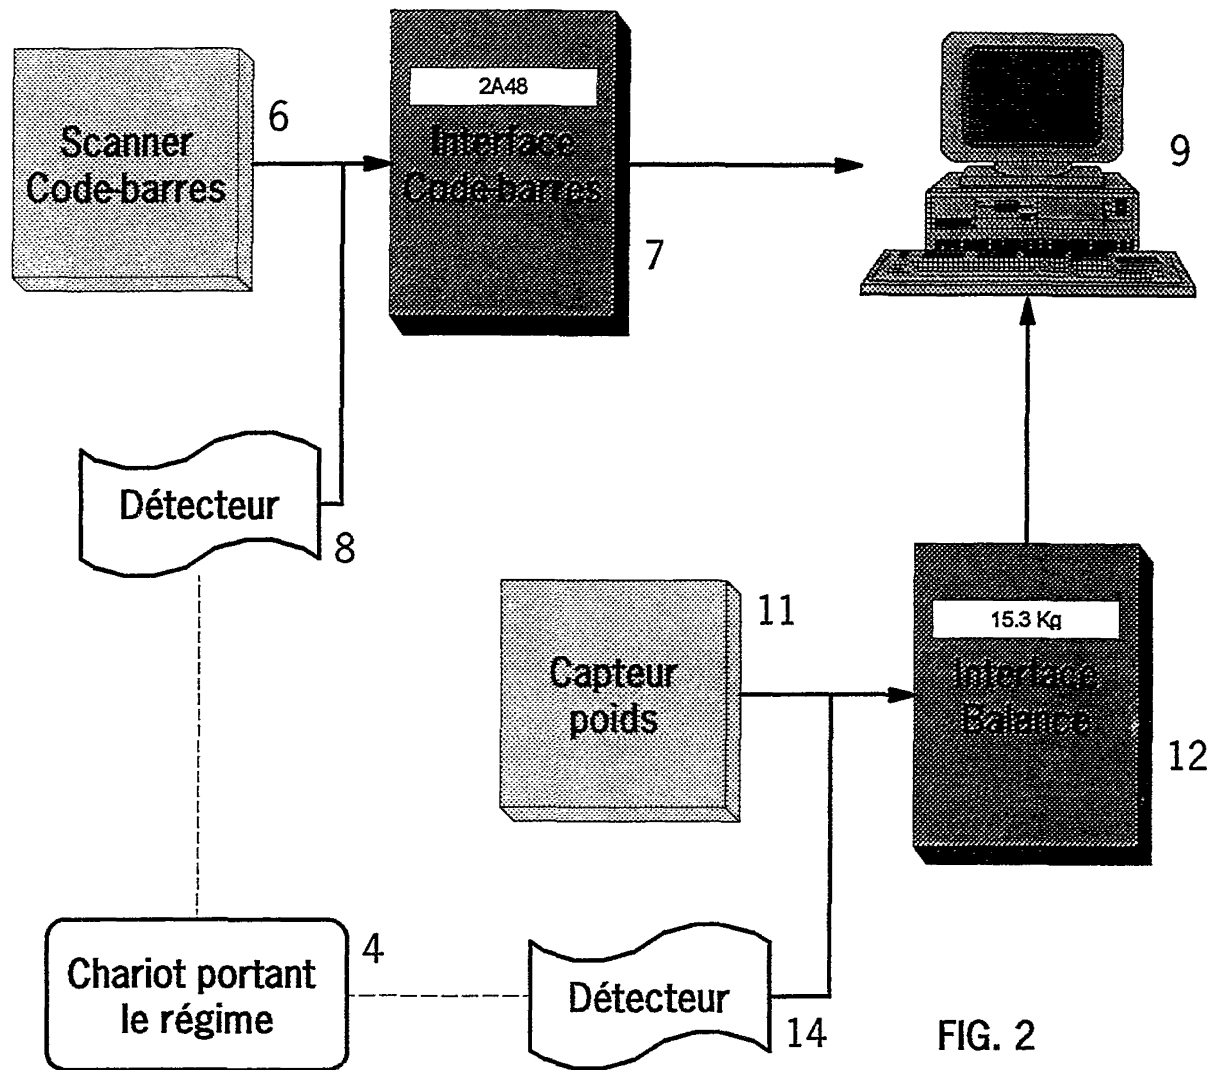 Scanner
Code-barres
6
2A48
Interface
Code-barres
7
9
Détecteur
8
Capteur
poids
11
15.3 Kg
Interface
Balance
12
Chariot portant
le régime
4
Détecteur
14
FIG. 2